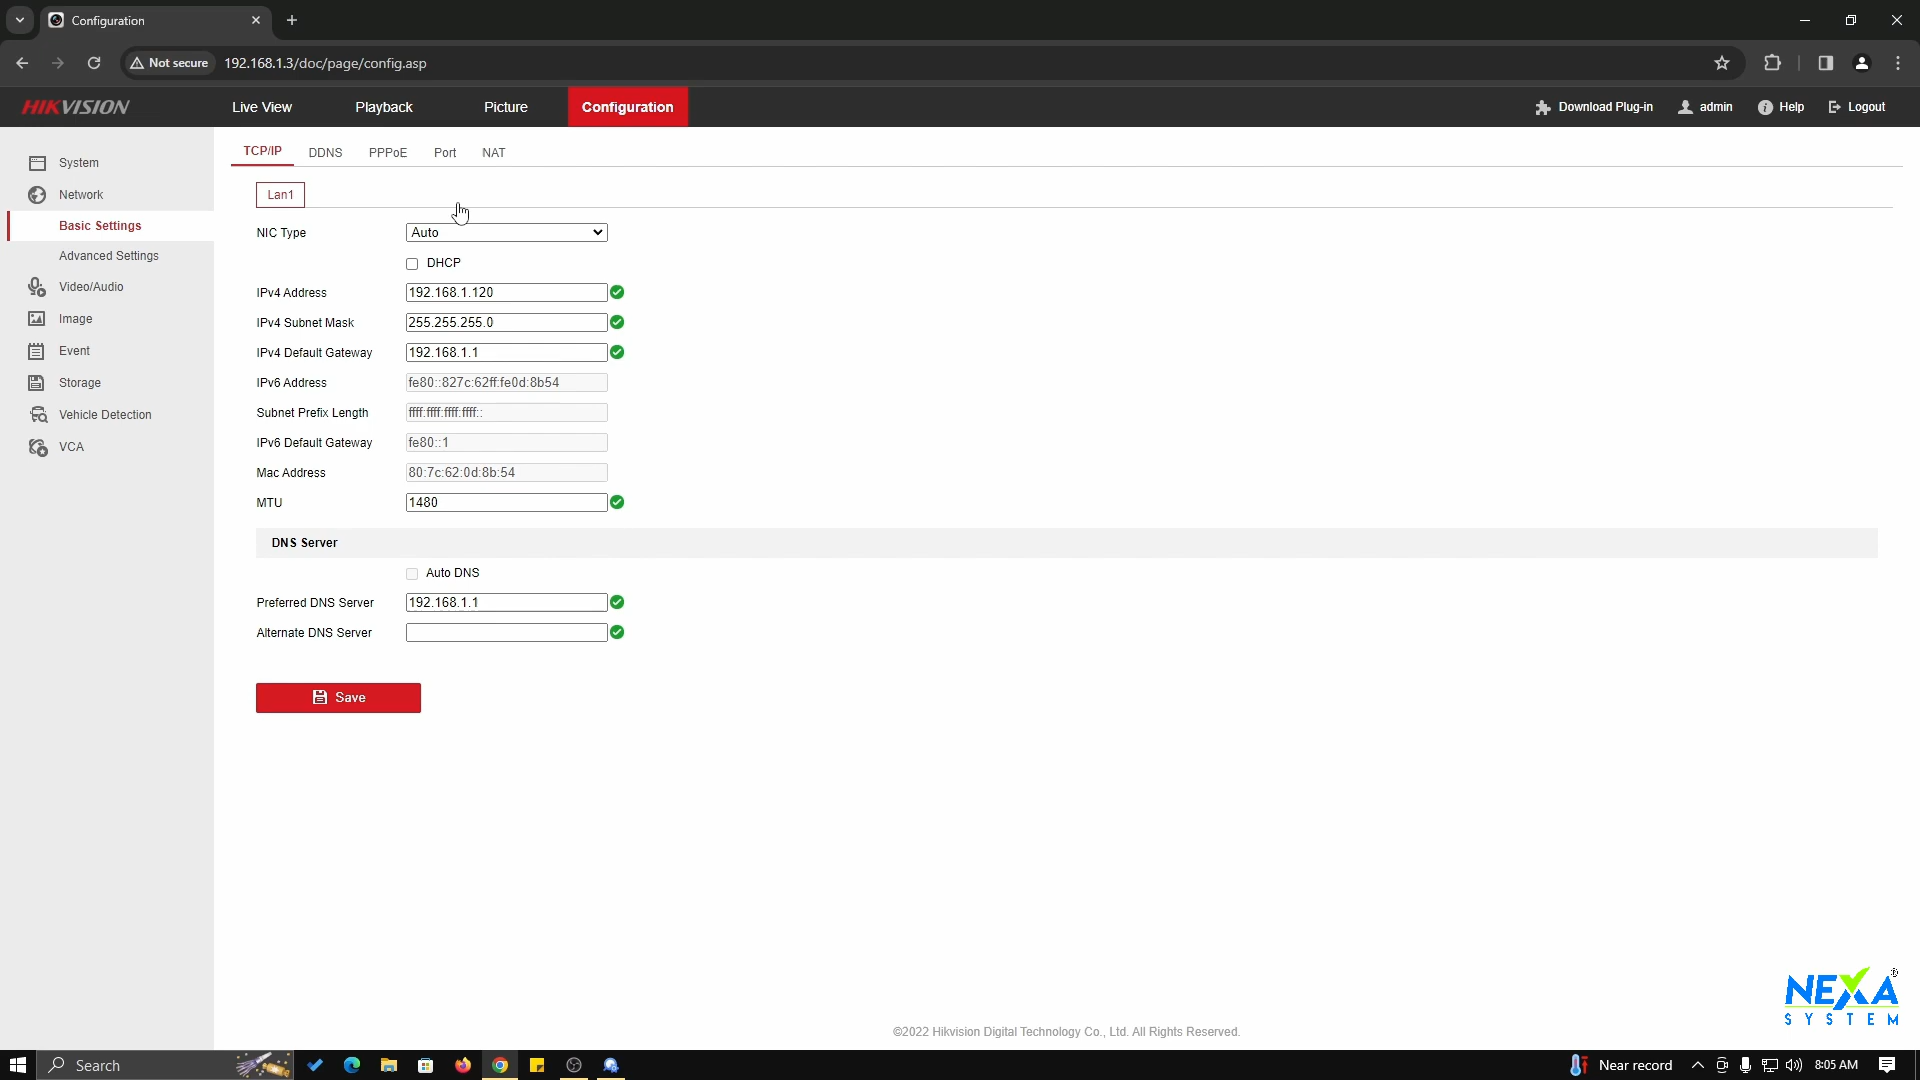 Configuration
Not secure 192.168.1.3/doc/page/config.asp
HIKVISION Live View Playback Picture Configuration Download Plug-in admin Help Logout
System
Network
Basic Settings
Advanced Settings
Video/Audio
Image
Event
Storage
Vehicle Detection
VCA
TCP/IP DDNS PPPoE Port NAT
Lan1
NIC Type Auto
DHCP
IPv4 Address 192.168.1.120
IPv4 Subnet Mask 255.255.255.0
IPv4 Default Gateway 192.168.1.1
IPv6 Address fe80::827c:62ff:fe0d:8b54
Subnet Prefix Length ffff:ffff:ffff:ffff::
IPv6 Default Gateway fe80::1
Mac Address 80:7c:62:0d:8b:54
MTU 1480
DNS Server
Auto DNS
Preferred DNS Server 192.168.1.1
Alternate DNS Server
Save
NEXA ®
SYSTEM
©2022 Hikvision Digital Technology Co., Ltd. All Rights Reserved.
Search Near record 8:05 AM